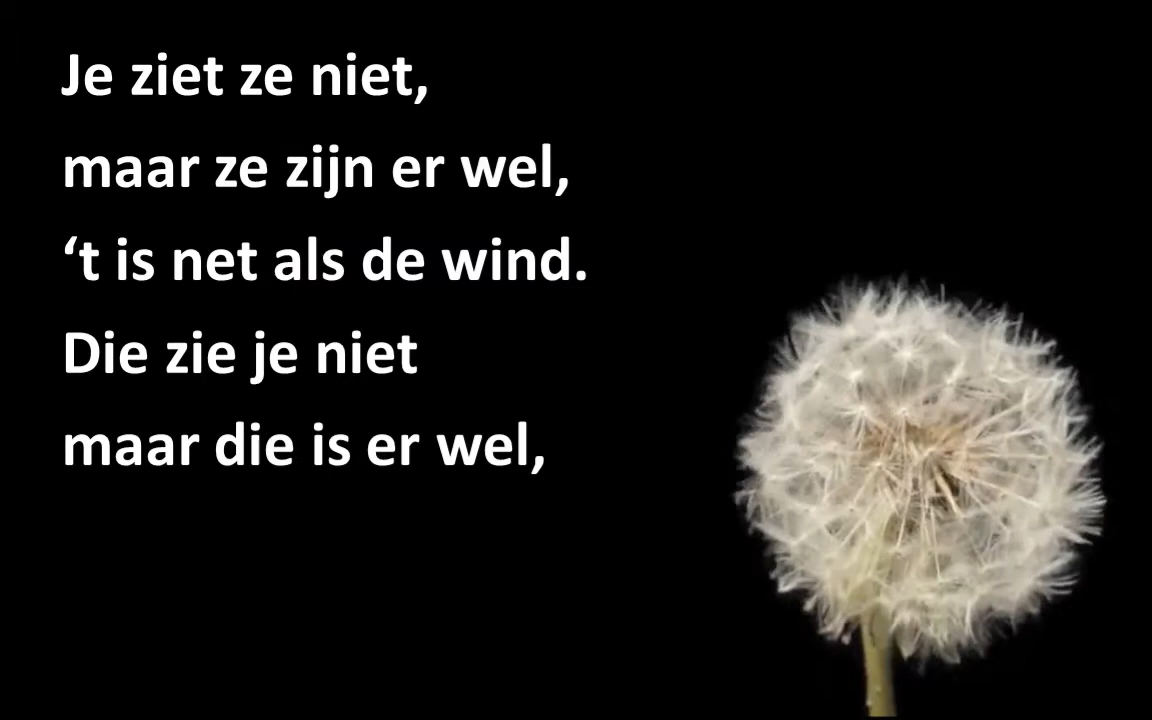 Je ziet ze niet,
maar ze zijn er wel,
‘t is net als de wind.
Die zie je niet
maar die is er wel,